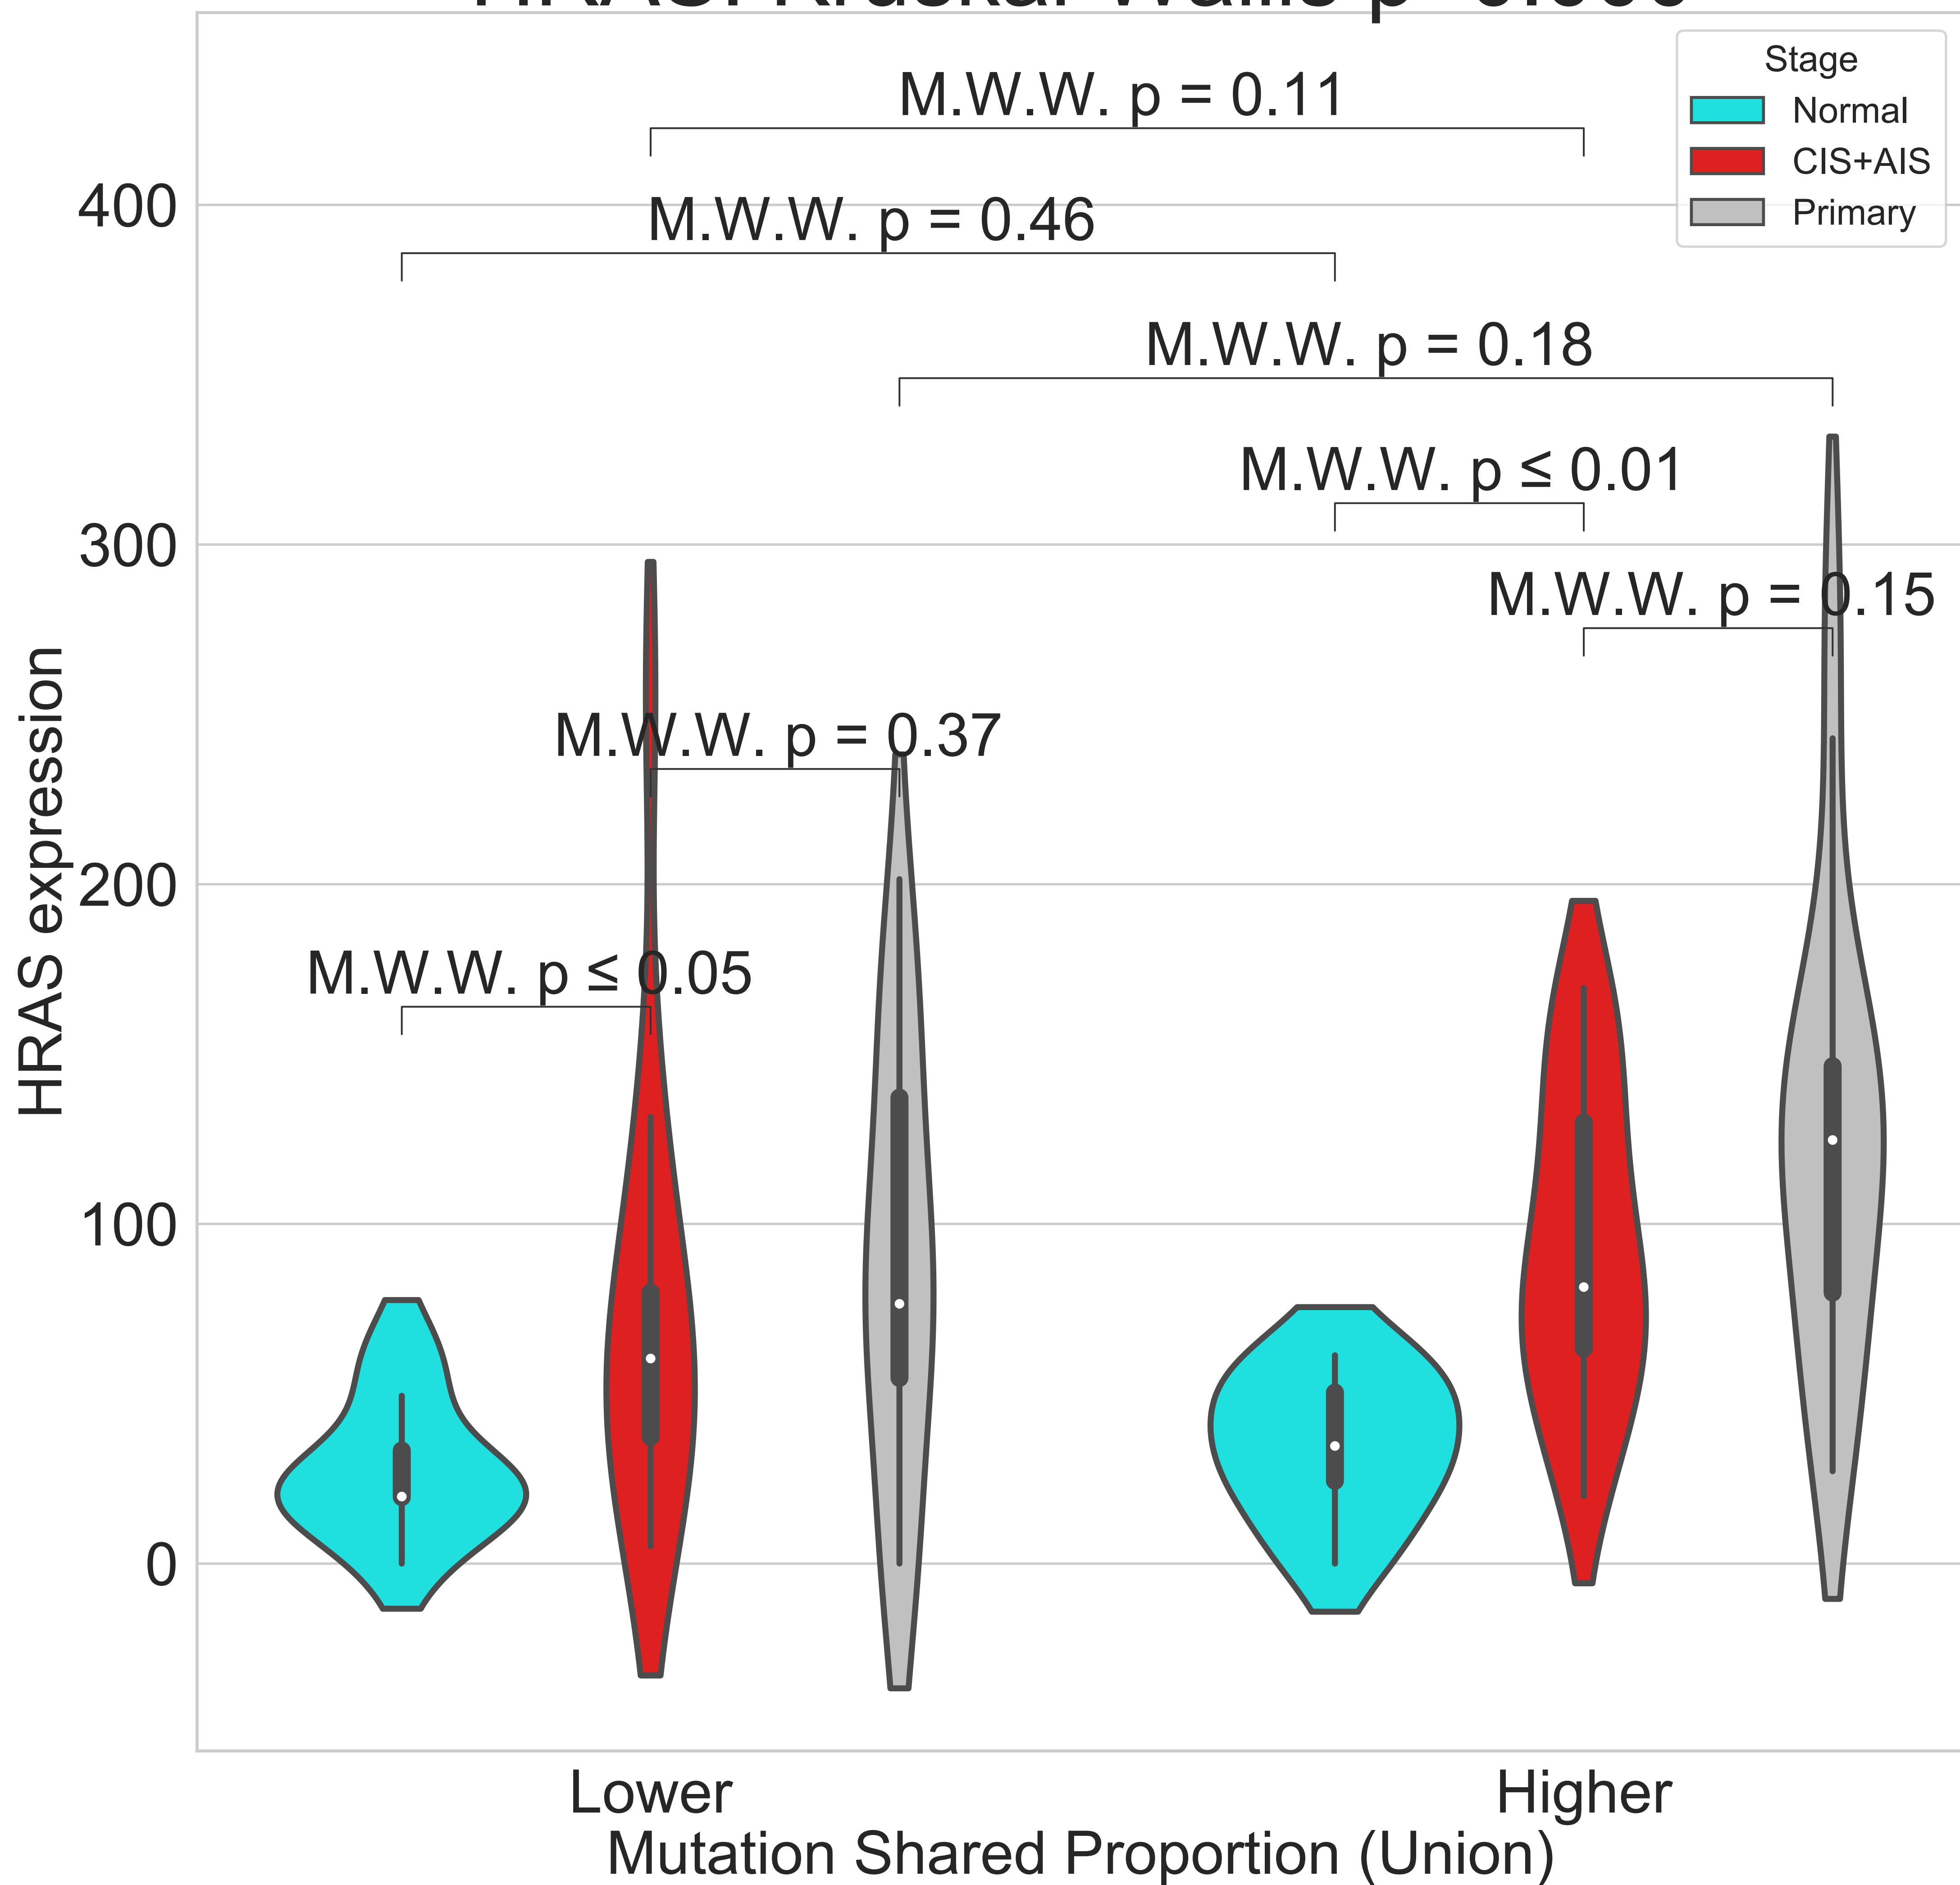 Stage
Normal
CIS+AIS
Primary
M.W.W. p = 0.11
M.W.W. p = 0.46
M.W.W. p = 0.18
M.W.W. p ≤ 0.01
M.W.W. p = 0.15
M.W.W. p = 0.37
M.W.W. p ≤ 0.05
400
300
200
100
0
HRAS expression
Lower
Higher
Mutation Shared Proportion (Union)